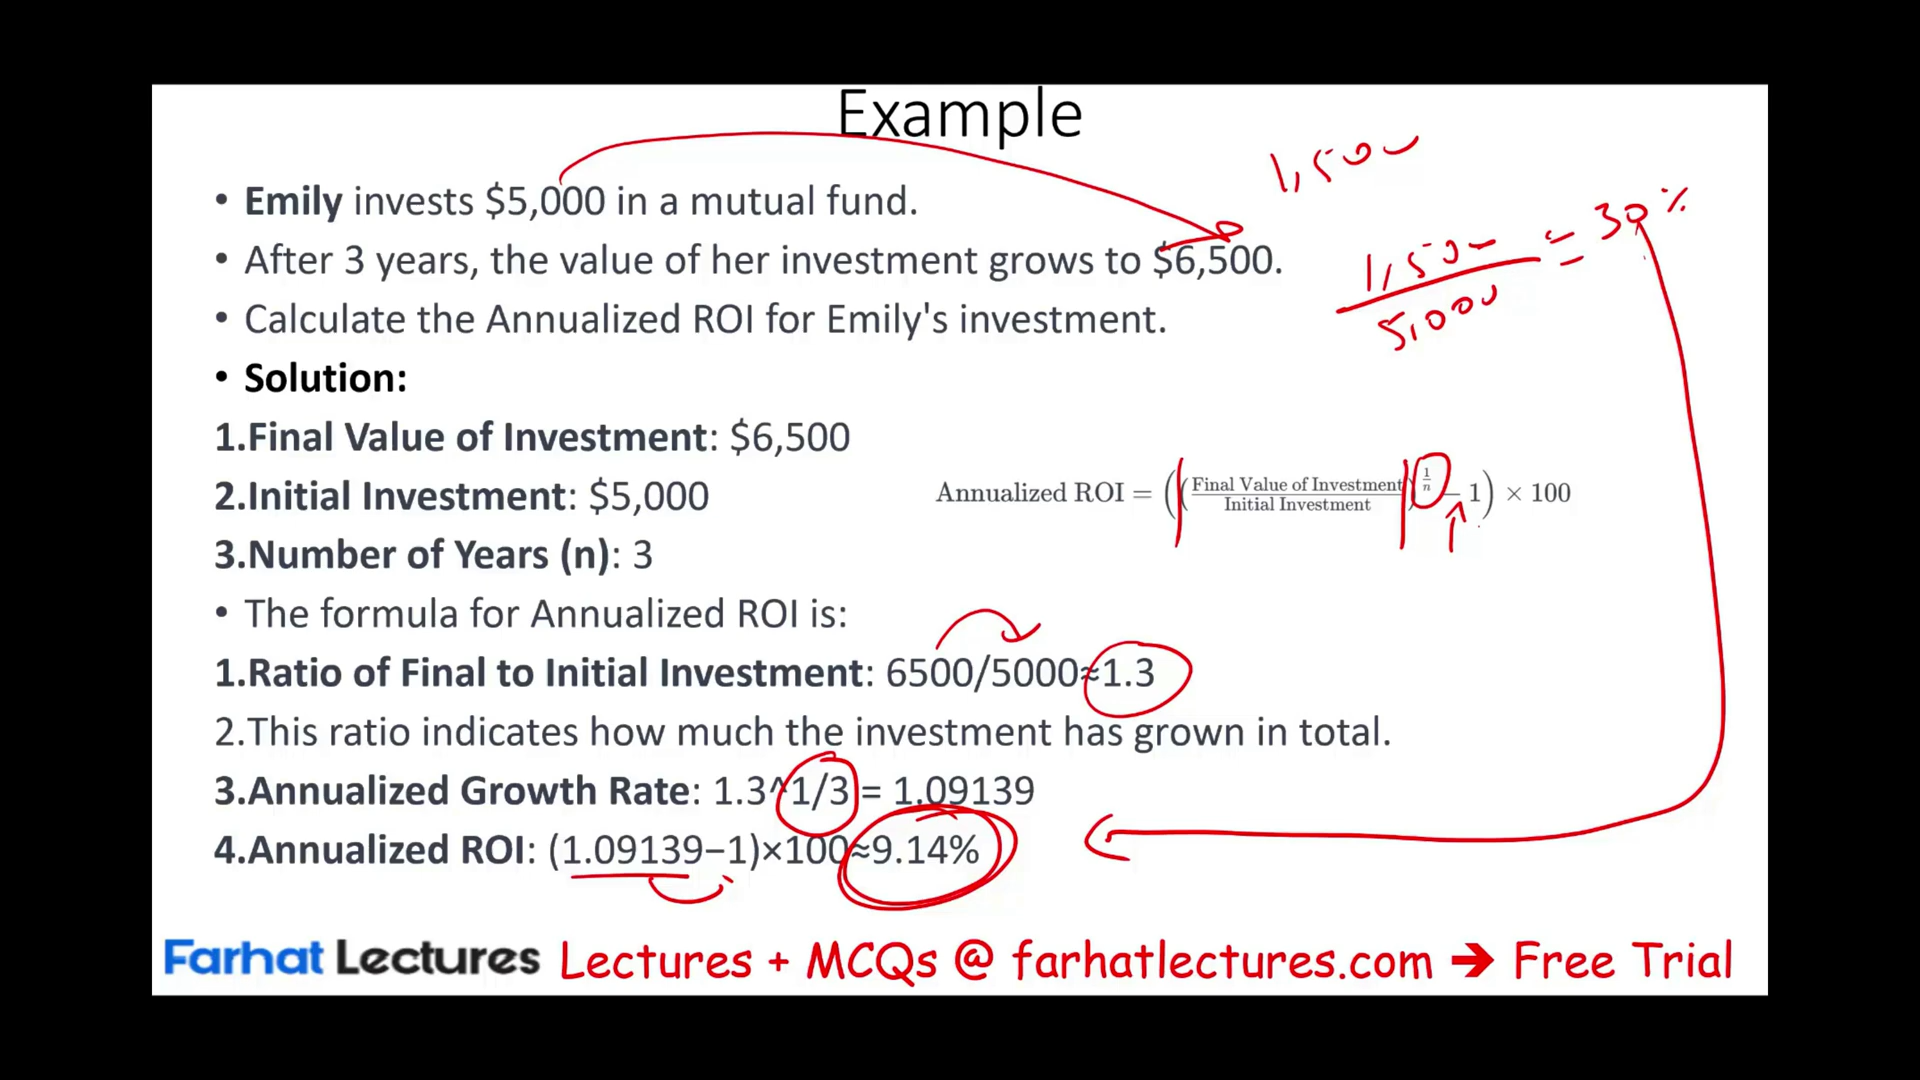 Example
1,500
• Emily invests $5,000 in a mutual fund.
1,500
5,000
= 30%
• After 3 years, the value of her investment grows to $6,500.
• Calculate the Annualized ROI for Emily's investment.
• Solution:
1.Final Value of Investment: $6,500
2.Initial Investment: $5,000
Annualized ROI = ((Final Value of Investment / Initial Investment)^(1/n) − 1) × 100
3.Number of Years (n): 3
• The formula for Annualized ROI is:
1.Ratio of Final to Initial Investment: 6500/5000≈1.3
2.This ratio indicates how much the investment has grown in total.
3.Annualized Growth Rate: 1.3^1/3 = 1.09139
4.Annualized ROI: (1.09139−1)×100≈9.14%
Farhat Lectures Lectures + MCQs @ farhatlectures.com ➔ Free Trial